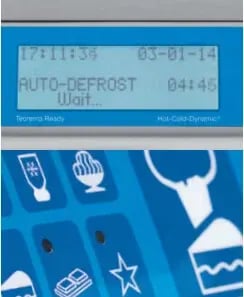 17:11:36 03-01-14
AUTO-DEFROST 04:45
Wait...
Teorema Ready Hot-Cold-Dynamic®